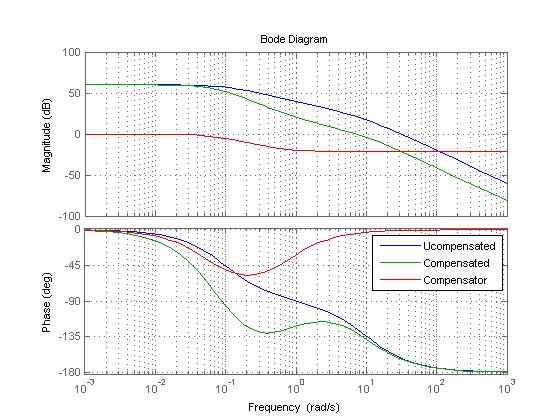 Bode Diagram
100
50
0
-50
-100
Magnitude (dB)
0
-45
-90
-135
-180
Phase (deg)
Ucompensated
Compensated
Compensator
10^-3
10^-2
10^-1
10^0
10^1
10^2
10^3
Frequency (rad/s)